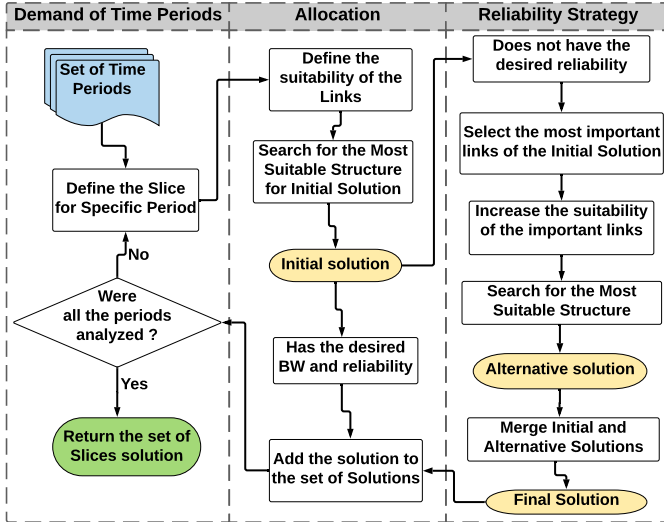 Demand of Time Periods
Allocation
Reliability Strategy
Set of Time
Periods
Define the Slice
for Specific Period
No
Were
all the periods
analyzed ?
Yes
Return the set of
Slices solution
Define the
suitability of the
Links
Search for the Most
Suitable Structure
for Initial Solution
Initial solution
Has the desired
BW and reliability
Add the solution to
the set of Solutions
Does not have the
desired reliability
Select the most important
links of the Initial Solution
Increase the suitability
of the important links
Search for the Most
Suitable Structure
Alternative solution
Merge Initial and
Alternative Solutions
Final Solution